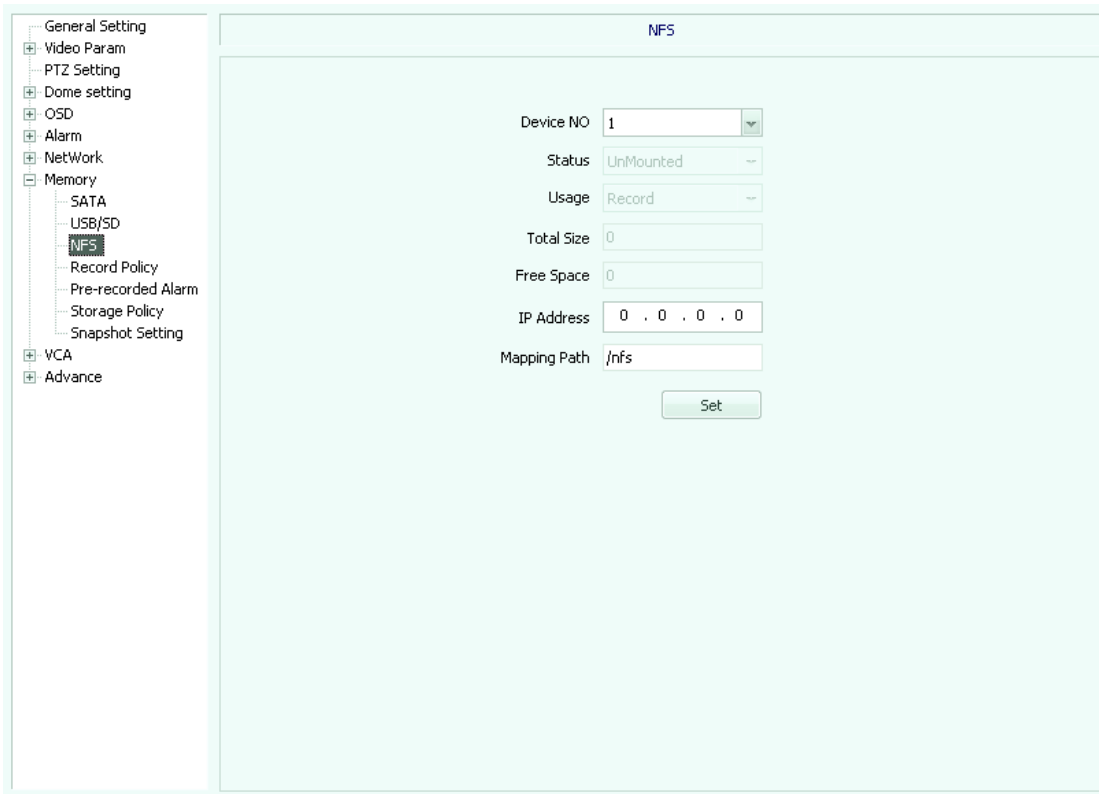 General Setting
Video Param
PTZ Setting
Dome setting
OSD
Alarm
NetWork
Memory
SATA
USB/SD
NFS
Record Policy
Pre-recorded Alarm
Storage Policy
Snapshot Setting
VCA
Advance
NFS
Device NO 1
Status UnMounted
Usage Record
Total Size 0
Free Space 0
IP Address 0 . 0 . 0 . 0
Mapping Path /nfs
Set